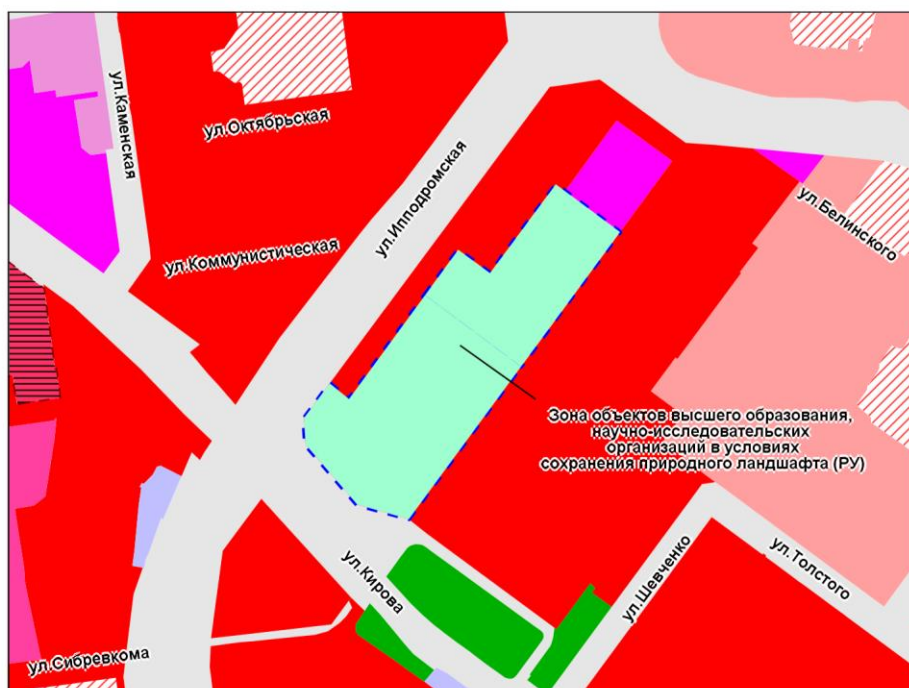 ул.Каменская
ул.Октябрьская
ул.Ипподромская
ул.Белинского
ул.Коммунистическая
Зона объектов высшего образования,
научно-исследовательских
организаций в условиях
сохранения природного ландшафта (РУ)
ул.Кирова
ул.Шевченко
ул.Толстого
ул.Сибревкома